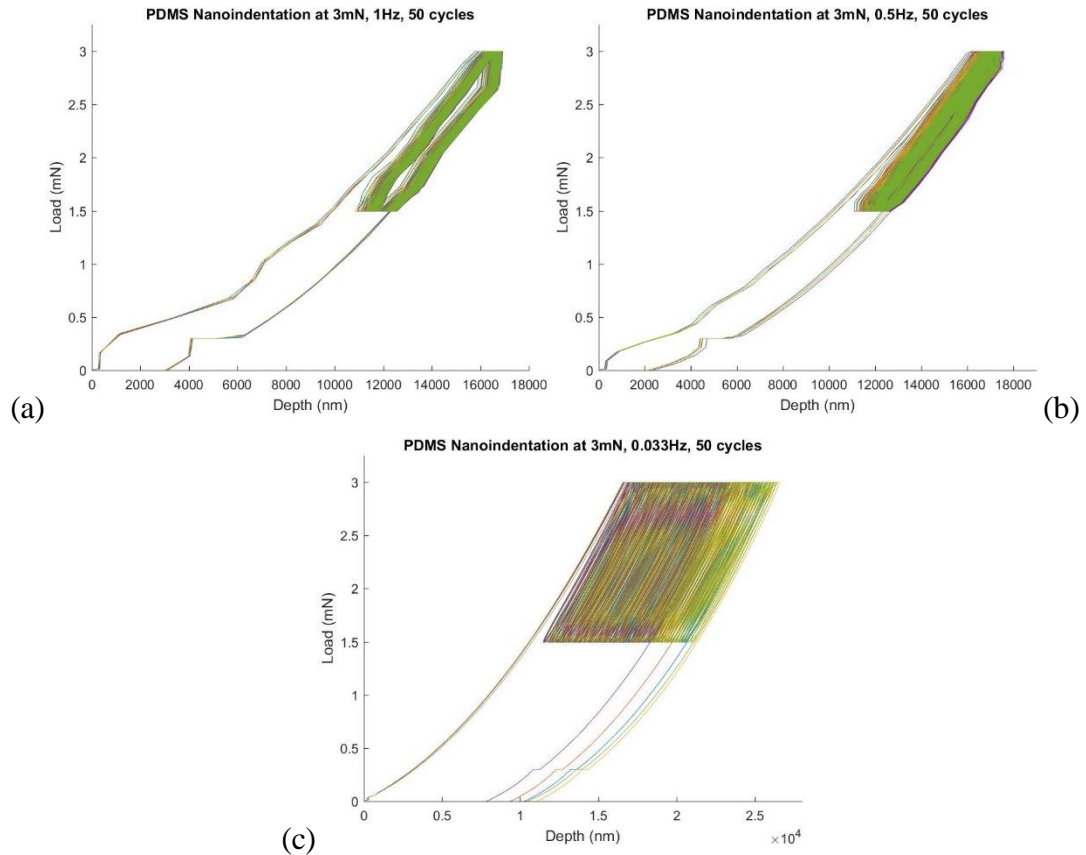 PDMS Nanoindentation at 3mN, 1Hz, 50 cycles
3
2.5
2
1.5
1
0.5
0
Load (mN)
0 2000 4000 6000 8000 10000 12000 14000 16000 18000
Depth (nm)
(a)
PDMS Nanoindentation at 3mN, 0.5Hz, 50 cycles
3
2.5
2
1.5
1
0.5
0
Load (mN)
0 2000 4000 6000 8000 10000 12000 14000 16000 18000
Depth (nm)
(b)
PDMS Nanoindentation at 3mN, 0.033Hz, 50 cycles
3
2.5
2
1.5
1
0.5
0
Load (mN)
0 0.5 1 1.5 2 2.5
Depth (nm)
×10⁴
(c)